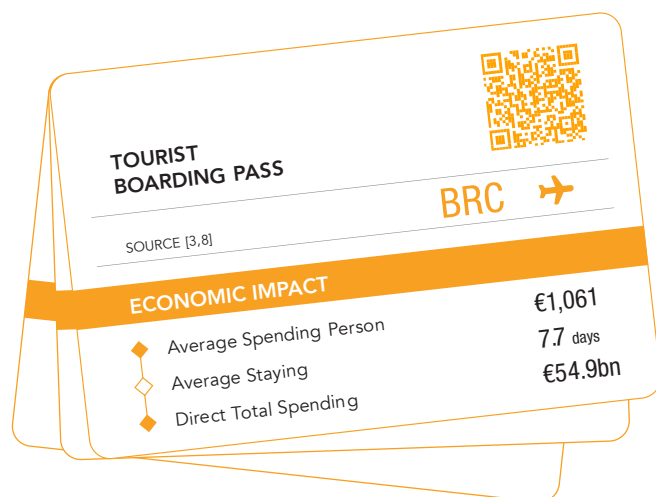 TOURIST
BOARDING PASS
BRC
SOURCE [3,8]
ECONOMIC IMPACT
Average Spending Person €1,061
Average Staying 7.7 days
Direct Total Spending €54.9bn